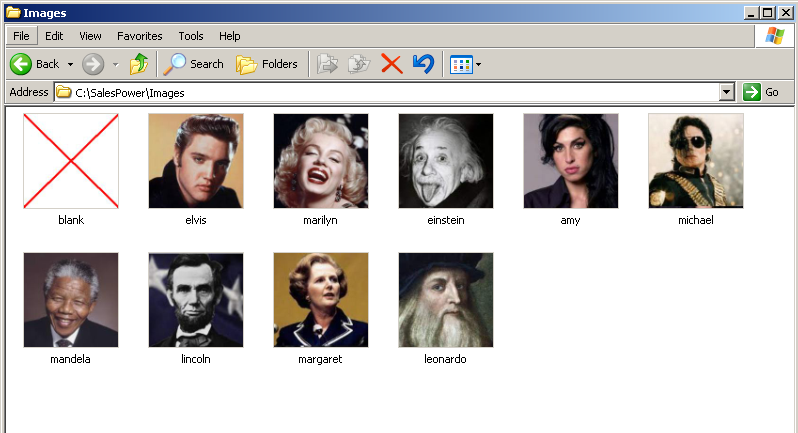 Images
File Edit View Favorites Tools Help
Back Search Folders
Address C:\SalesPower\Images Go
blank elvis marilyn einstein amy michael
mandela lincoln margaret leonardo